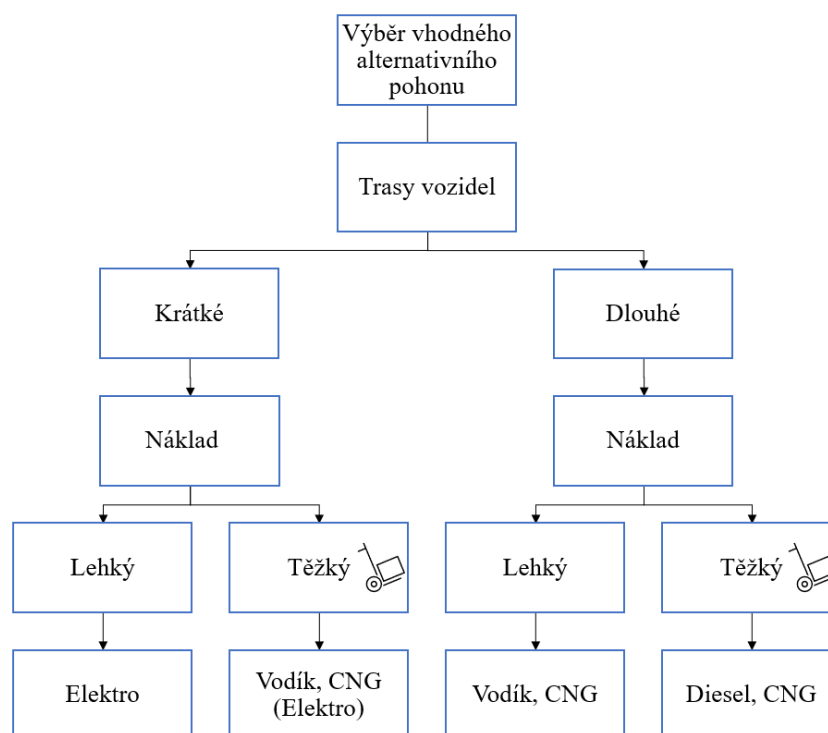 Výběr vhodného
alternativního
pohonu
Trasy vozidel
Krátké
Dlouhé
Náklad
Náklad
Lehký
Těžký
Lehký
Těžký
Elektro
Vodík, CNG
(Elektro)
Vodík, CNG
Diesel, CNG